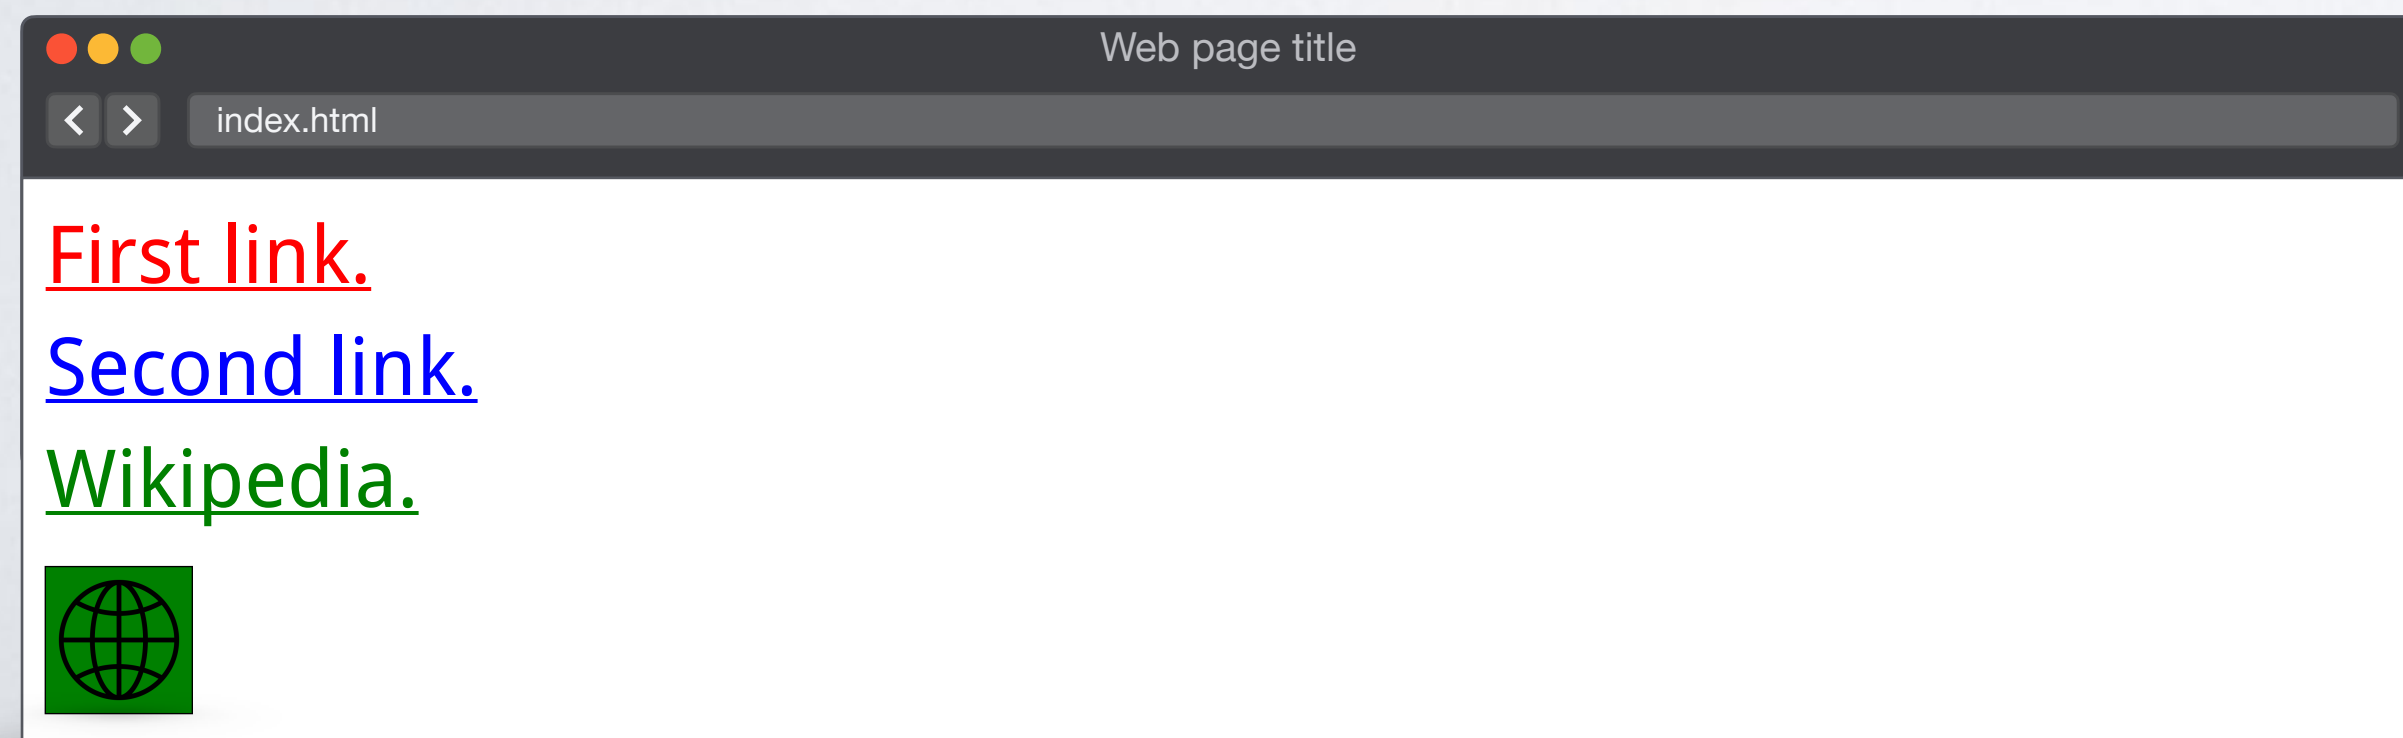 Web page title
index.html
First link.
Second link.
Wikipedia.